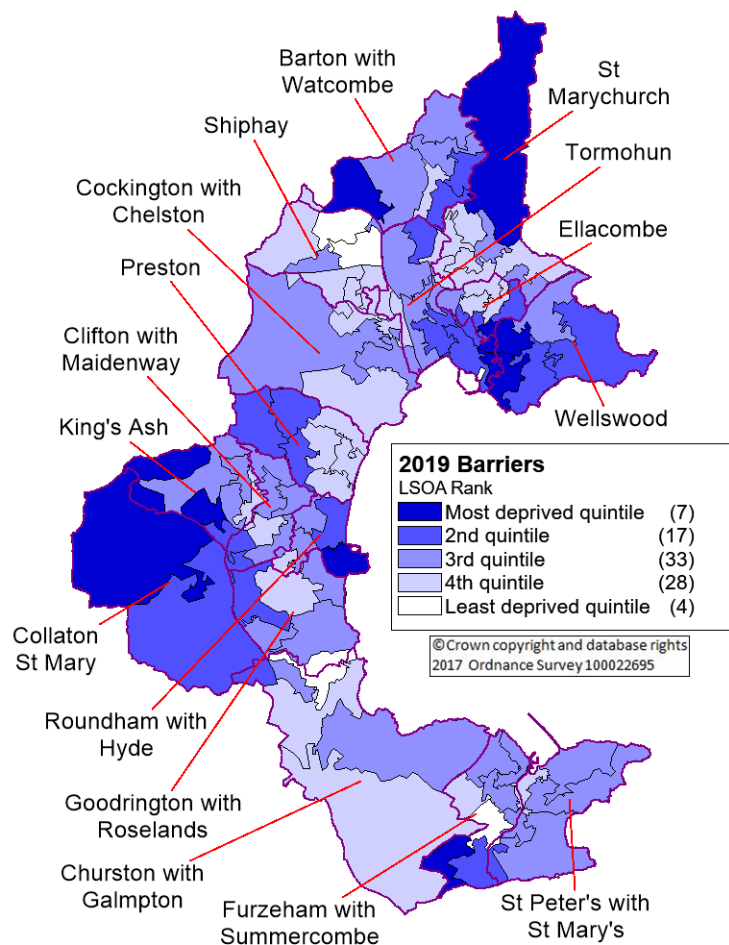 Barton with
Watcombe
St
Marychurch
Shiphay
Tormohun
Cockington with
Chelston
Ellacombe
Preston
Clifton with
Maidenway
King's Ash
Wellswood
2019 Barriers
LSOA Rank
Most deprived quintile (7)
2nd quintile (17)
3rd quintile (33)
4th quintile (28)
Least deprived quintile (4)
Collaton
St Mary
© Crown copyright and database rights
2017 Ordnance Survey 100022695
Roundham with
Hyde
Goodrington with
Roselands
Churston with
Galmpton
Furzeham with
Summercombe
St Peter's with
St Mary's